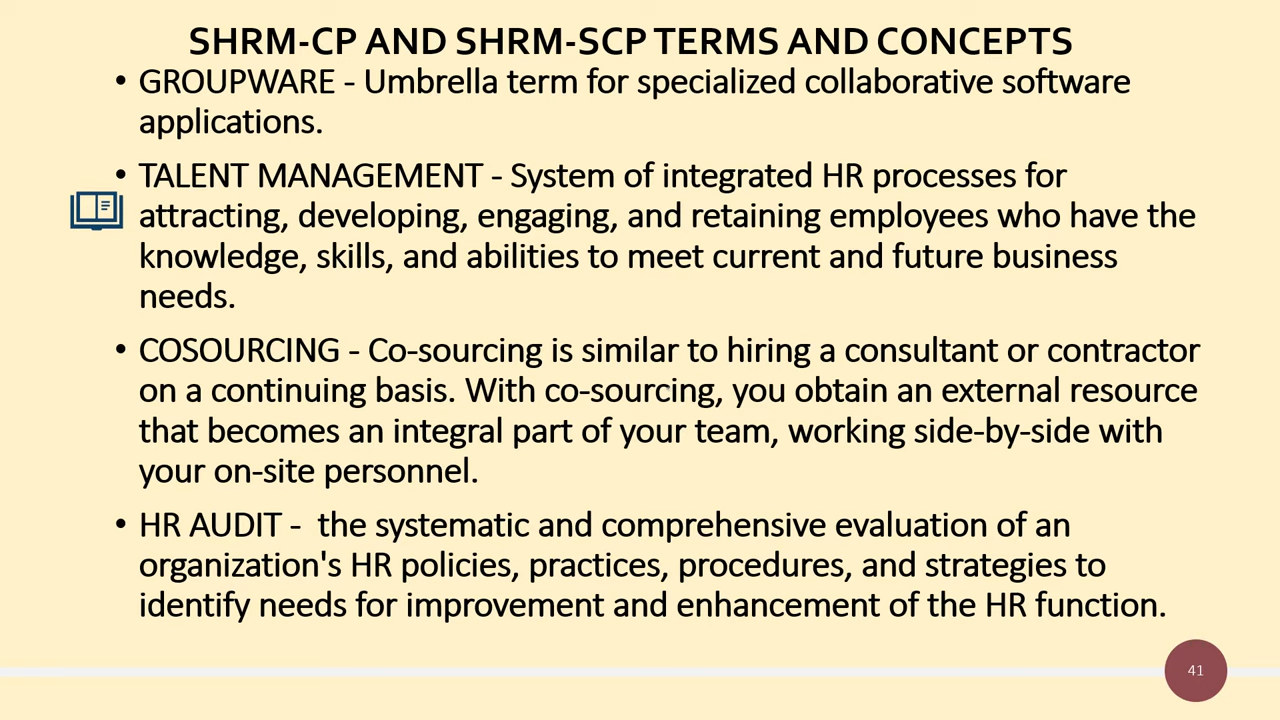 SHRM-CP AND SHRM-SCP TERMS AND CONCEPTS
• GROUPWARE - Umbrella term for specialized collaborative software
applications.
• TALENT MANAGEMENT - System of integrated HR processes for
attracting, developing, engaging, and retaining employees who have the
knowledge, skills, and abilities to meet current and future business
needs.
• COSOURCING - Co-sourcing is similar to hiring a consultant or contractor
on a continuing basis. With co-sourcing, you obtain an external resource
that becomes an integral part of your team, working side-by-side with
your on-site personnel.
• HR AUDIT -  the systematic and comprehensive evaluation of an
organization's HR policies, practices, procedures, and strategies to
identify needs for improvement and enhancement of the HR function.
41